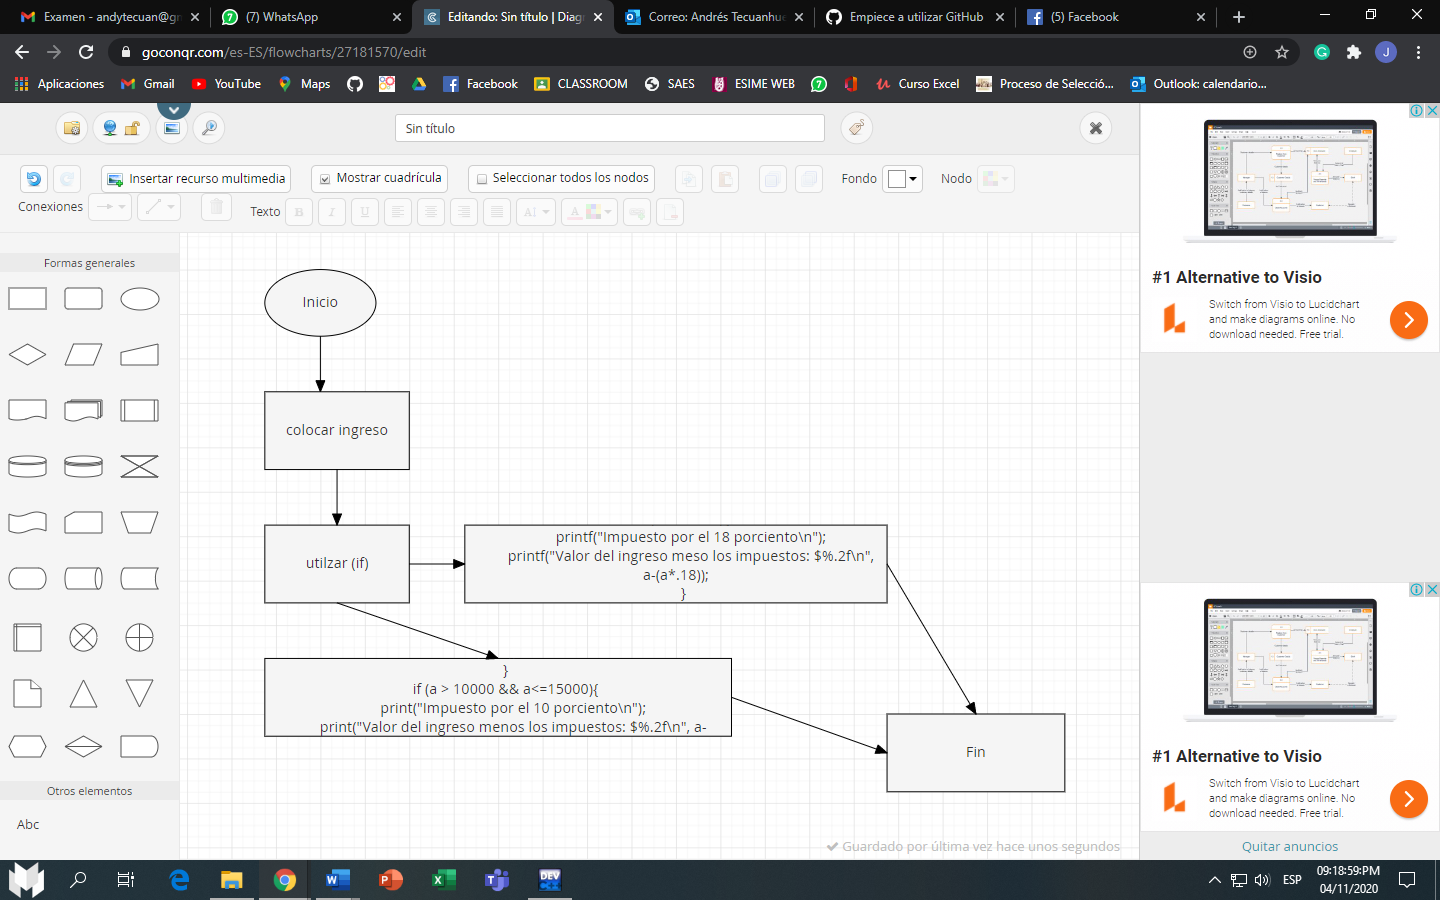 Examen - andytecuan@gm
(7) WhatsApp
Editando: Sin título | Diagr
Correo: Andrés Tecuanhue
Empiece a utilizar GitHub
(5) Facebook
goconqr.com/es-ES/flowcharts/27181570/edit
J
Aplicaciones
Gmail
YouTube
Maps
Facebook
CLASSROOM
SAES
ESIME WEB
Curso Excel
Proceso de Selecció...
Outlook: calendario...
Sin título
Insertar recurso multimedia
Mostrar cuadrícula
Seleccionar todos los nodos
Fondo
Nodo
Conexiones
Texto
B
I
U
AI
A
Formas generales
Otros elementos
Abc
Inicio
colocar ingreso
utilzar (if)
printf("Impuesto por el 18 porciento\n");
printf("Valor del ingreso meso los impuestos: $%.2f\n",
a-(a*.18));
}
}
if (a > 10000 && a<=15000){
print("Impuesto por el 10 porciento\n");
print("Valor del ingreso menos los impuestos: $%.2f\n", a-
Fin
Guardado por última vez hace unos segundos
#1 Alternative to Visio
Switch from Visio to Lucidchart
and make diagrams online. No
download needed. Free trial.
#1 Alternative to Visio
Switch from Visio to Lucidchart
and make diagrams online. No
download needed. Free trial.
Quitar anuncios
DEV
ESP
09:18:59:PM
04/11/2020